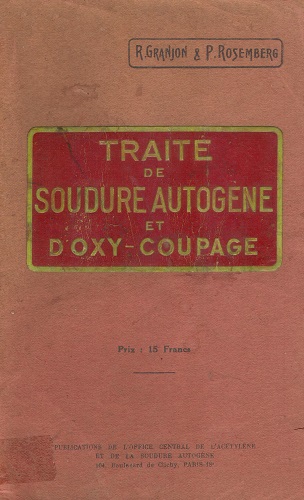 R. GRANJON & P. ROSEMBERG
TRAITÉ
DE
SOUDURE AUTOGÈNE
ET
D'OXY-COUPAGE
Prix : 15 Francs
PUBLICATIONS DE L'OFFICE CENTRAL DE L'ACÉTYLÈNE
ET DE LA SOUDURE AUTOGÈNE
Boulevard de Clichy, PARIS-IXᵉ